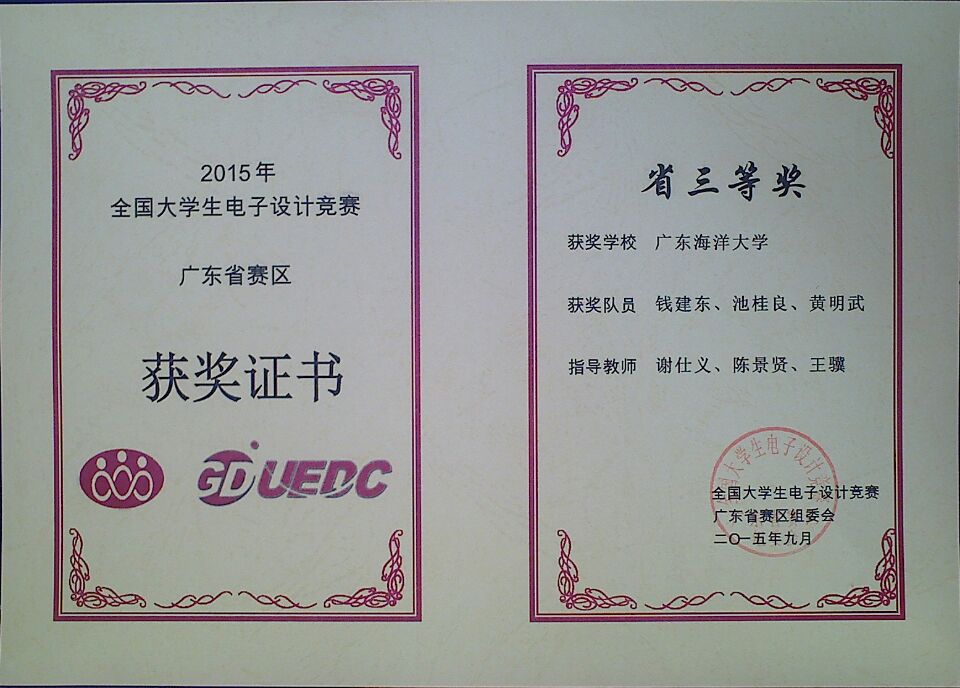 2015年
全国大学生电子设计竞赛
广东省赛区
获奖证书
GDUEDC
省三等奖
获奖学校 广东海洋大学
获奖队员 钱建东、池桂良、黄明武
指导教师 谢仕义、陈景贤、王骥
全国大学生电子设计竞赛
全国大学生电子设计竞赛
广东省赛区组委会
二〇一五年九月